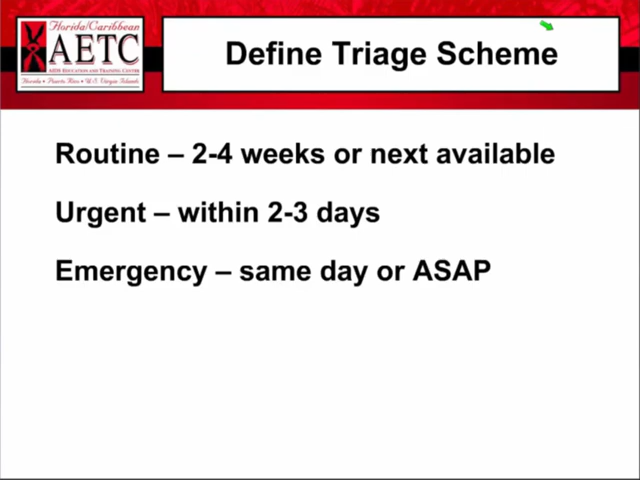 Florida/Caribbean
AETC
AIDS EDUCATION AND TRAINING CENTER
Florida • Puerto Rico • U.S. Virgin Islands
Define Triage Scheme
Routine – 2-4 weeks or next available
Urgent – within 2-3 days
Emergency – same day or ASAP